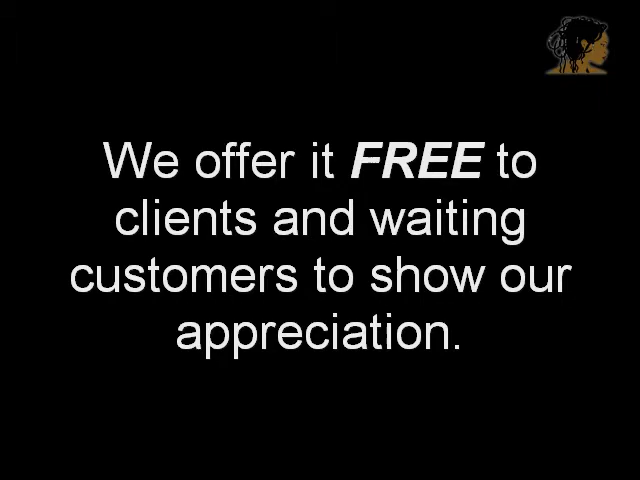 We offer it FREE to
clients and waiting
customers to show our
appreciation.